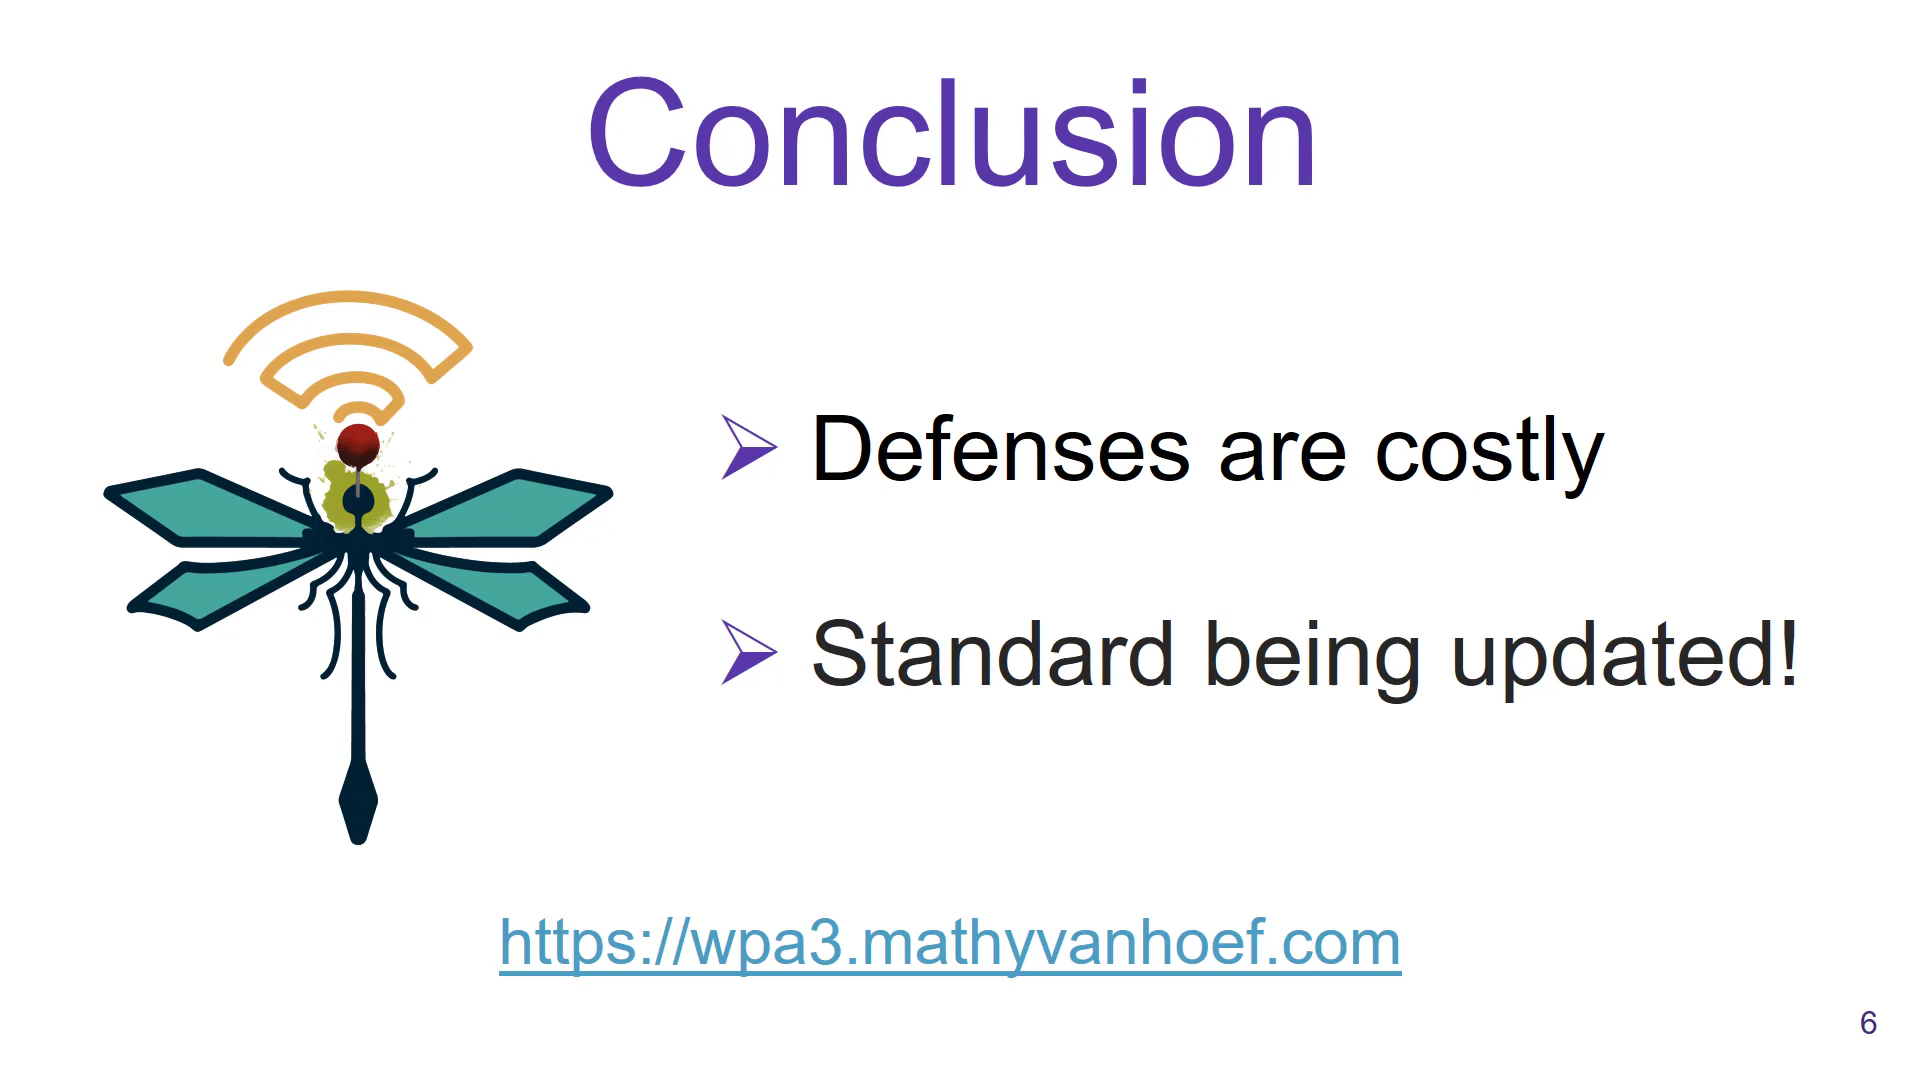 Conclusion
Defenses are costly
Standard being updated!
https://wpa3.mathyvanhoef.com
6